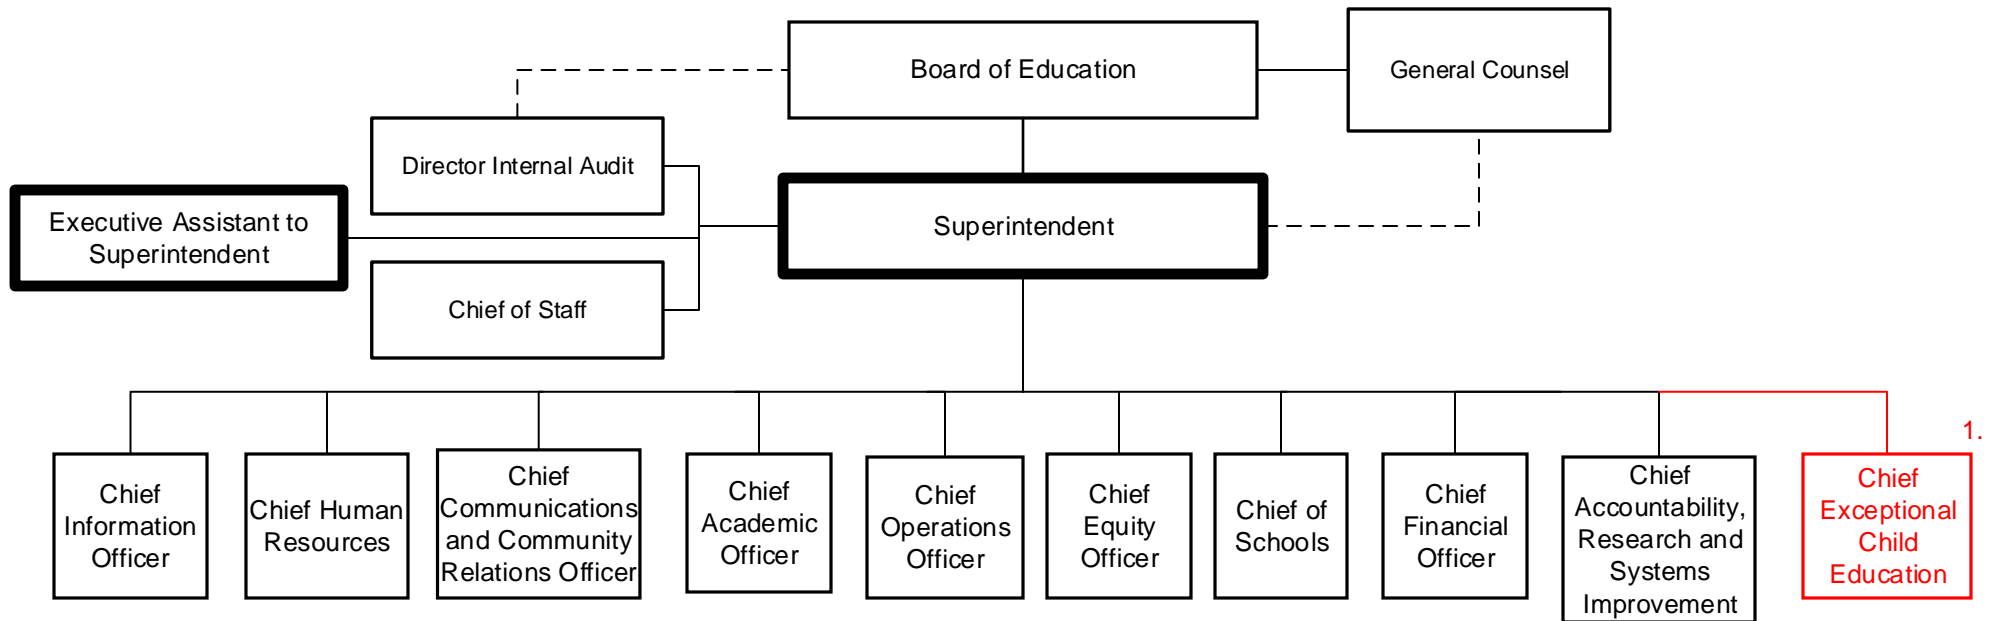 Board of Education
General Counsel
Director Internal Audit
Executive Assistant to
Superintendent
Superintendent
Chief of Staff
Chief
Information
Officer
Chief Human
Resources
Chief
Communications
and Community
Relations Officer
Chief
Academic
Officer
Chief
Operations
Officer
Chief
Equity
Officer
Chief of
Schools
Chief
Financial
Officer
Chief
Accountability,
Research and
Systems
Improvement
1.
Chief
Exceptional
Child
Education